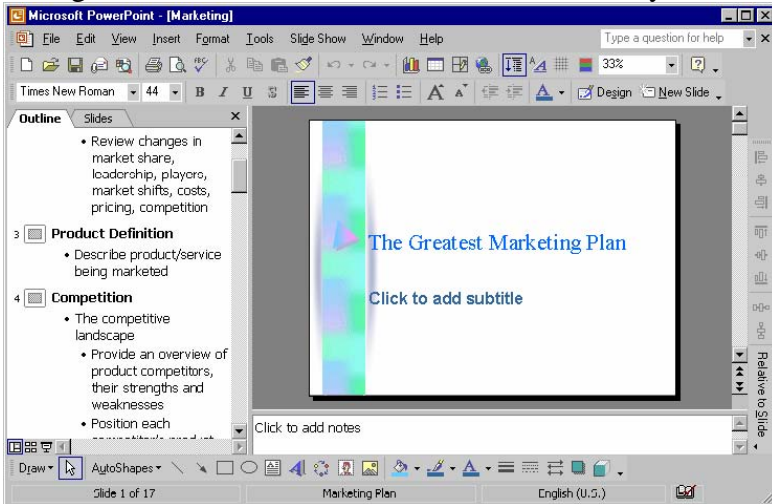 Microsoft PowerPoint - [Marketing]
File Edit View Insert Format Tools Slide Show Window Help Type a question for help
33%
Times New Roman 44 B I U S A A A Design New Slide
Outline Slides
• Review changes in
market share,
leadership, players,
market shifts, costs,
pricing, competition
3 Product Definition
• Describe product/service
being marketed
4 Competition
• The competitive
landscape
• Provide an overview of
product competitors,
their strengths and
weaknesses
• Position each
The Greatest Marketing Plan
Click to add subtitle
Click to add notes
Relative to Slide
Draw AutoShapes
Slide 1 of 17 Marketing Plan English (U.S.)